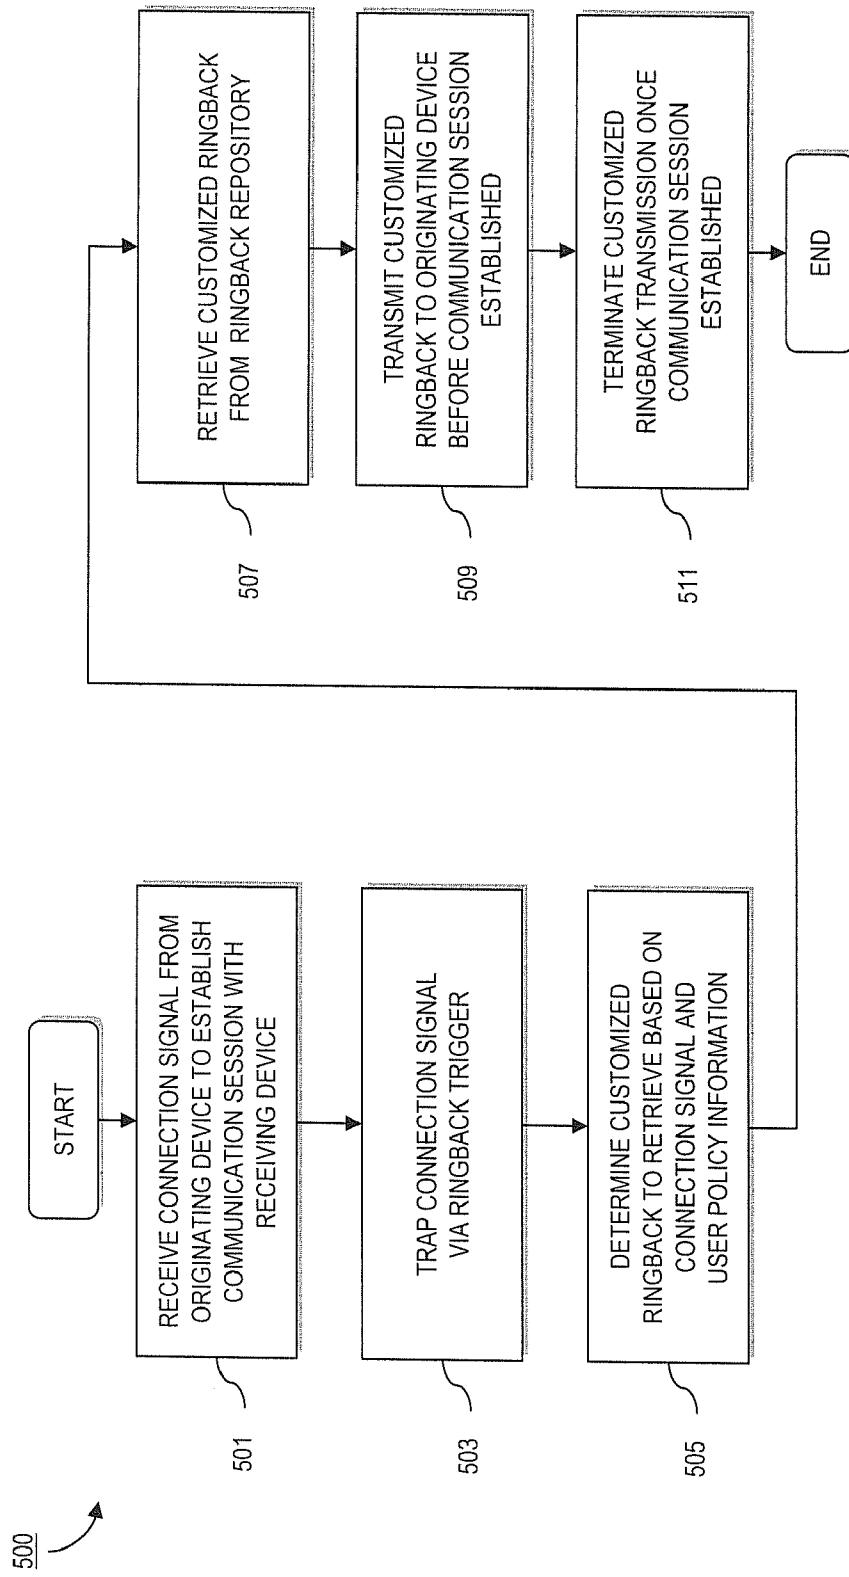 500
START
501
RECEIVE CONNECTION SIGNAL FROM
ORIGINATING DEVICE TO ESTABLISH
COMMUNICATION SESSION WITH
RECEIVING DEVICE
503
TRAP CONNECTION SIGNAL
VIA RINGBACK TRIGGER
505
DETERMINE CUSTOMIZED
RINGBACK TO RETRIEVE BASED ON
CONNECTION SIGNAL AND
USER POLICY INFORMATION
507
RETRIEVE CUSTOMIZED RINGBACK
FROM RINGBACK REPOSITORY
509
TRANSMIT CUSTOMIZED
RINGBACK TO ORIGINATING DEVICE
BEFORE COMMUNICATION SESSION
ESTABLISHED
511
TERMINATE CUSTOMIZED
RINGBACK TRANSMISSION ONCE
COMMUNICATION SESSION
ESTABLISHED
END